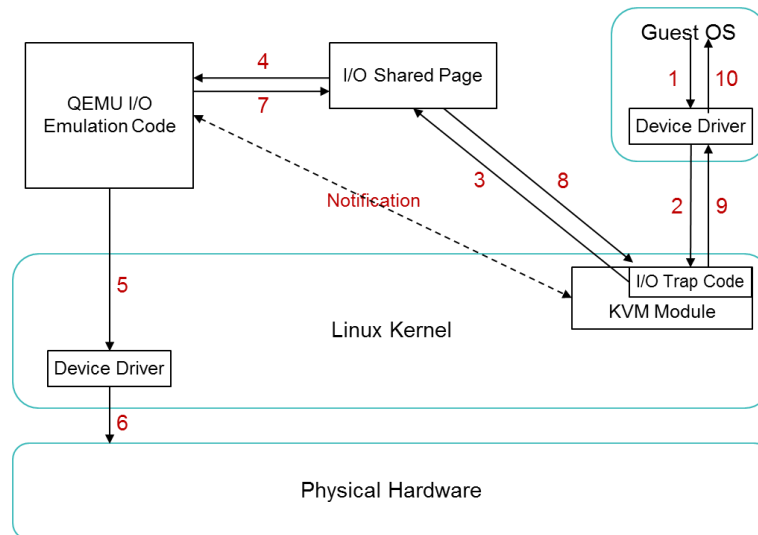 Guest OS
4
I/O Shared Page
QEMU I/O
Emulation Code
7
1
10
Device Driver
3
8
Notification
2
9
5
I/O Trap Code
KVM Module
Linux Kernel
Device Driver
6
Physical Hardware